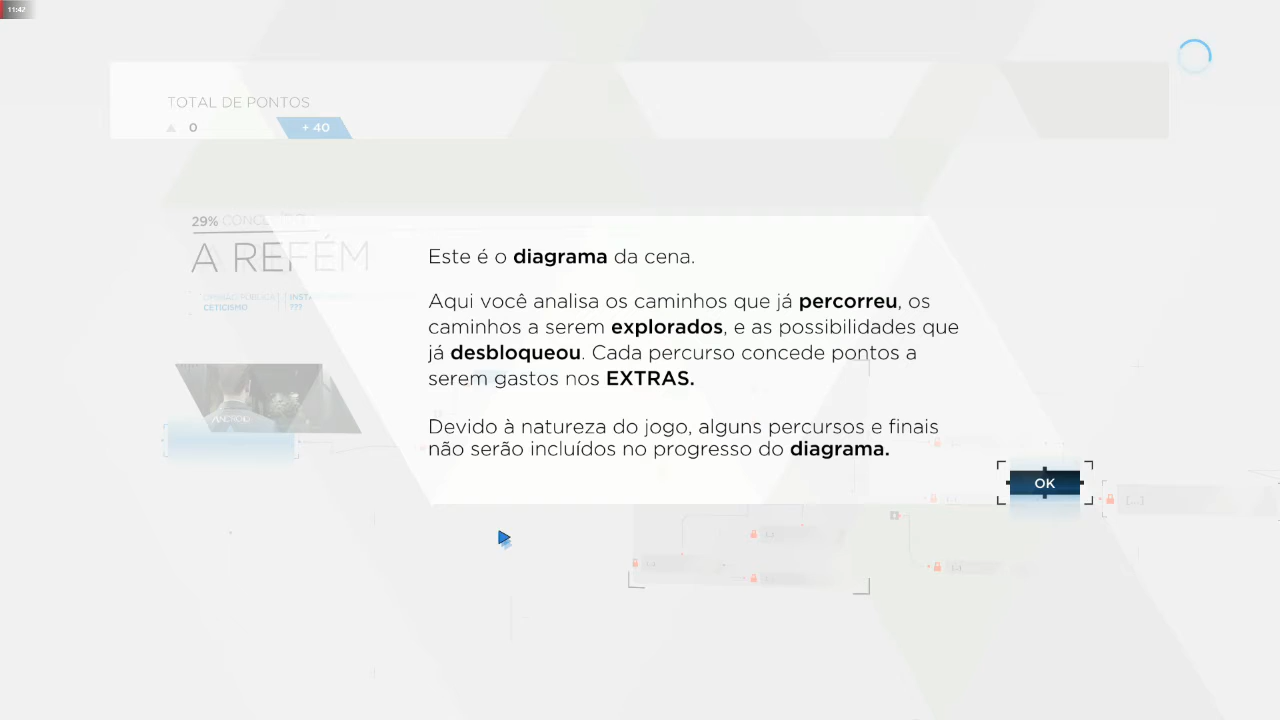 11:47
TOTAL DE PONTOS
0
+ 40
29%
A REFÉM
CETICISMO
???
Este é o diagrama da cena.
Aqui você analisa os caminhos que já percorreu, os
caminhos a serem explorados, e as possibilidades que
já desbloqueou. Cada percurso concede pontos a
serem gastos nos EXTRAS.
Devido à natureza do jogo, alguns percursos e finais
não serão incluídos no progresso do diagrama.
OK